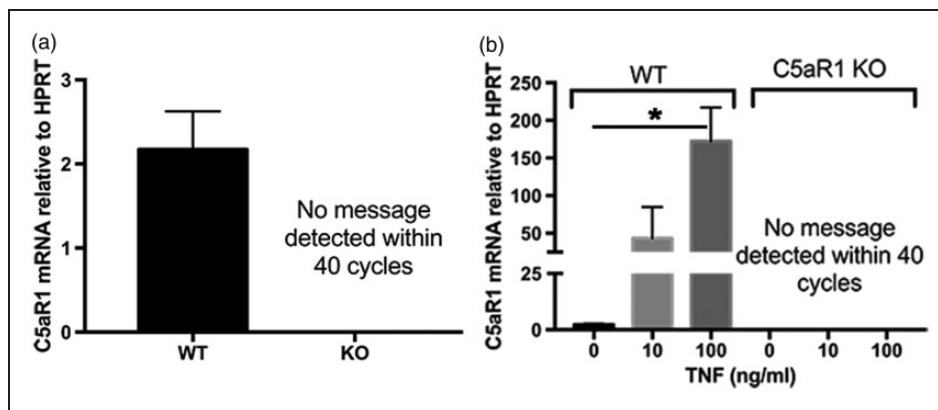 (a)
C5aR1 mRNA relative to HPRT
3
2
1
0
No message
detected within
40 cycles
WT
KO
(b)
C5aR1 mRNA relative to HPRT
250
200
150
100
50
25
0
WT
C5aR1 KO
*
No message
detected within 40
cycles
0 10 100 0 10 100
TNF (ng/ml)